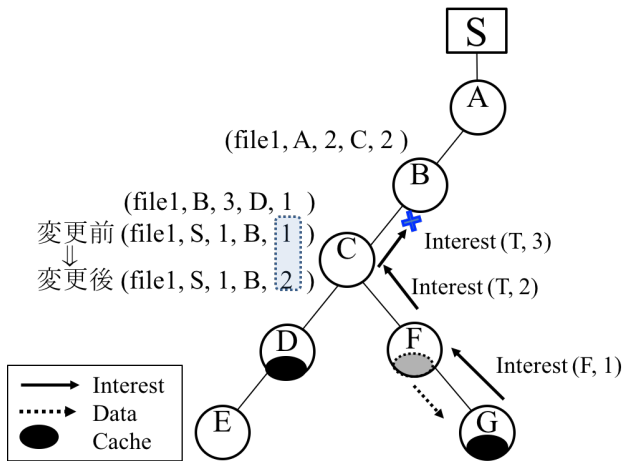 S
A
(file1, A, 2, C, 2 )
B
(file1, B, 3, D, 1 )
変更前 (file1, S, 1, B, 1 )
⇓
変更後 (file1, S, 1, B, 2 )
C
Interest (T, 3)
Interest (T, 2)
D
F
Interest (F, 1)
E
G
Interest
Data
Cache